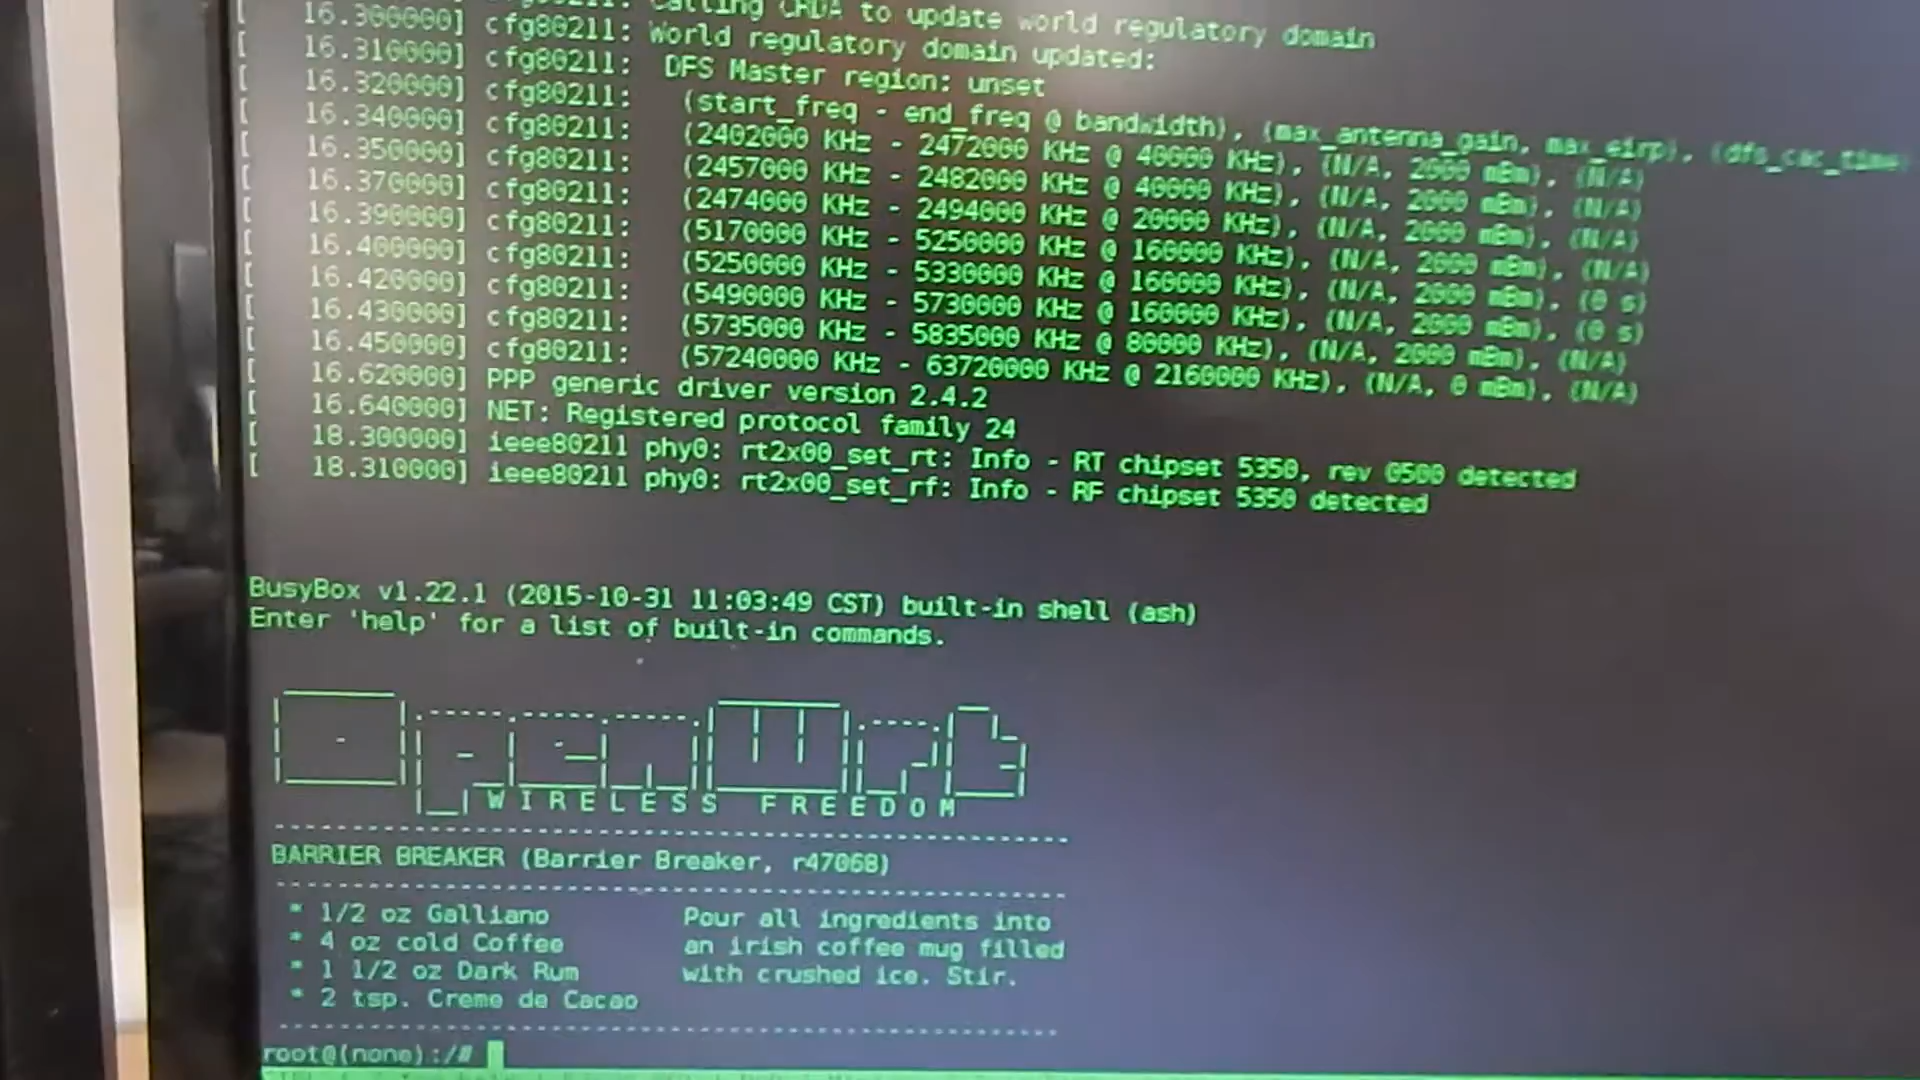 cfg80211: Calling CRDA to update world regulatory domain
[   16.300000] cfg80211: World regulatory domain updated:
[   16.310000] cfg80211:  DFS Master region: unset
[   16.320000] cfg80211:   (start_freq - end_freq @ bandwidth), (max_antenna_gain, max_eirp), (dfs_cac_time)
[   16.340000] cfg80211:   (2402000 KHz - 2472000 KHz @ 40000 KHz), (N/A, 2000 mBm), (N/A)
[   16.350000] cfg80211:   (2457000 KHz - 2482000 KHz @ 40000 KHz), (N/A, 2000 mBm), (N/A)
[   16.370000] cfg80211:   (2474000 KHz - 2494000 KHz @ 20000 KHz), (N/A, 2000 mBm), (N/A)
[   16.390000] cfg80211:   (5170000 KHz - 5250000 KHz @ 160000 KHz), (N/A, 2000 mBm), (N/A)
[   16.400000] cfg80211:   (5250000 KHz - 5330000 KHz @ 160000 KHz), (N/A, 2000 mBm), (0 s)
[   16.420000] cfg80211:   (5490000 KHz - 5730000 KHz @ 160000 KHz), (N/A, 2000 mBm), (0 s)
[   16.430000] cfg80211:   (5735000 KHz - 5835000 KHz @ 80000 KHz), (N/A, 2000 mBm), (N/A)
[   16.450000] cfg80211:   (57240000 KHz - 63720000 KHz @ 2160000 KHz), (N/A, 0 mBm), (N/A)
[   16.620000] PPP generic driver version 2.4.2
[   16.640000] NET: Registered protocol family 24
[   18.300000] ieee80211 phy0: rt2x00_set_rt: Info - RT chipset 5350, rev 0500 detected
[   18.310000] ieee80211 phy0: rt2x00_set_rf: Info - RF chipset 5350 detected
BusyBox v1.22.1 (2015-10-31 11:03:49 CST) built-in shell (ash)
Enter 'help' for a list of built-in commands.
OpenWrt
W I R E L E S S   F R E E D O M
BARRIER BREAKER (Barrier Breaker, r47068)
* 1/2 oz Galliano         Pour all ingredients into
* 4 oz cold Coffee        an irish coffee mug filled
* 1 1/2 oz Dark Rum       with crushed ice. Stir.
* 2 tsp. Creme de Cacao
root@(none):/#